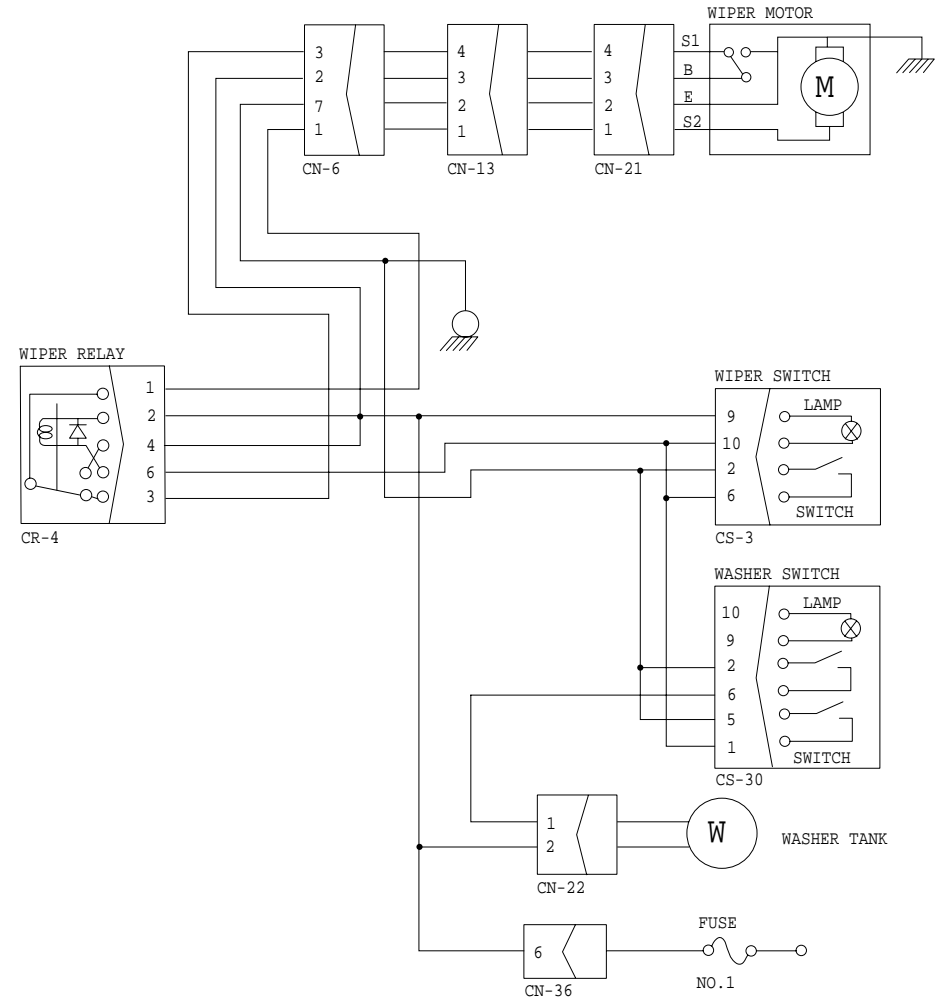 WIPER MOTOR
3 4 4 S1
2 3 3 B
7 2 2 E
1 1 1 S2
M
CN-6 CN-13 CN-21
WIPER RELAY
1
2
4
6
3
CR-4
WIPER SWITCH
9 LAMP
10
2
6
SWITCH
CS-3
WASHER SWITCH
10 LAMP
9
2
6
5
1
SWITCH
CS-30
1
2
W
WASHER TANK
CN-22
FUSE
6
NO.1
CN-36